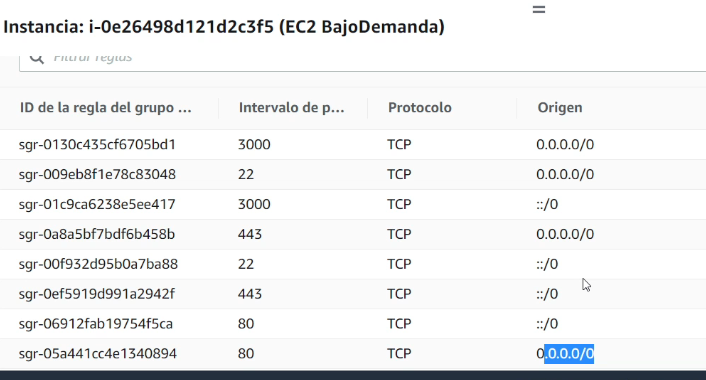 Instancia: i-0e26498d121d2c3f5 (EC2 BajoDemanda)
Filtrar reglas
ID de la regla del grupo ... Intervalo de p... Protocolo Origen
sgr-0130c435cf6705bd1 3000 TCP 0.0.0.0/0
sgr-009eb8f1e78c83048 22 TCP 0.0.0.0/0
sgr-01c9ca6238e5ee417 3000 TCP ::/0
sgr-0a8a5bf7bdf6b458b 443 TCP 0.0.0.0/0
sgr-00f932d95b0a7ba88 22 TCP ::/0
sgr-0ef5919d991a2942f 443 TCP ::/0
sgr-06912fab19754f5ca 80 TCP ::/0
sgr-05a441cc4e1340894 80 TCP 0.0.0.0/0